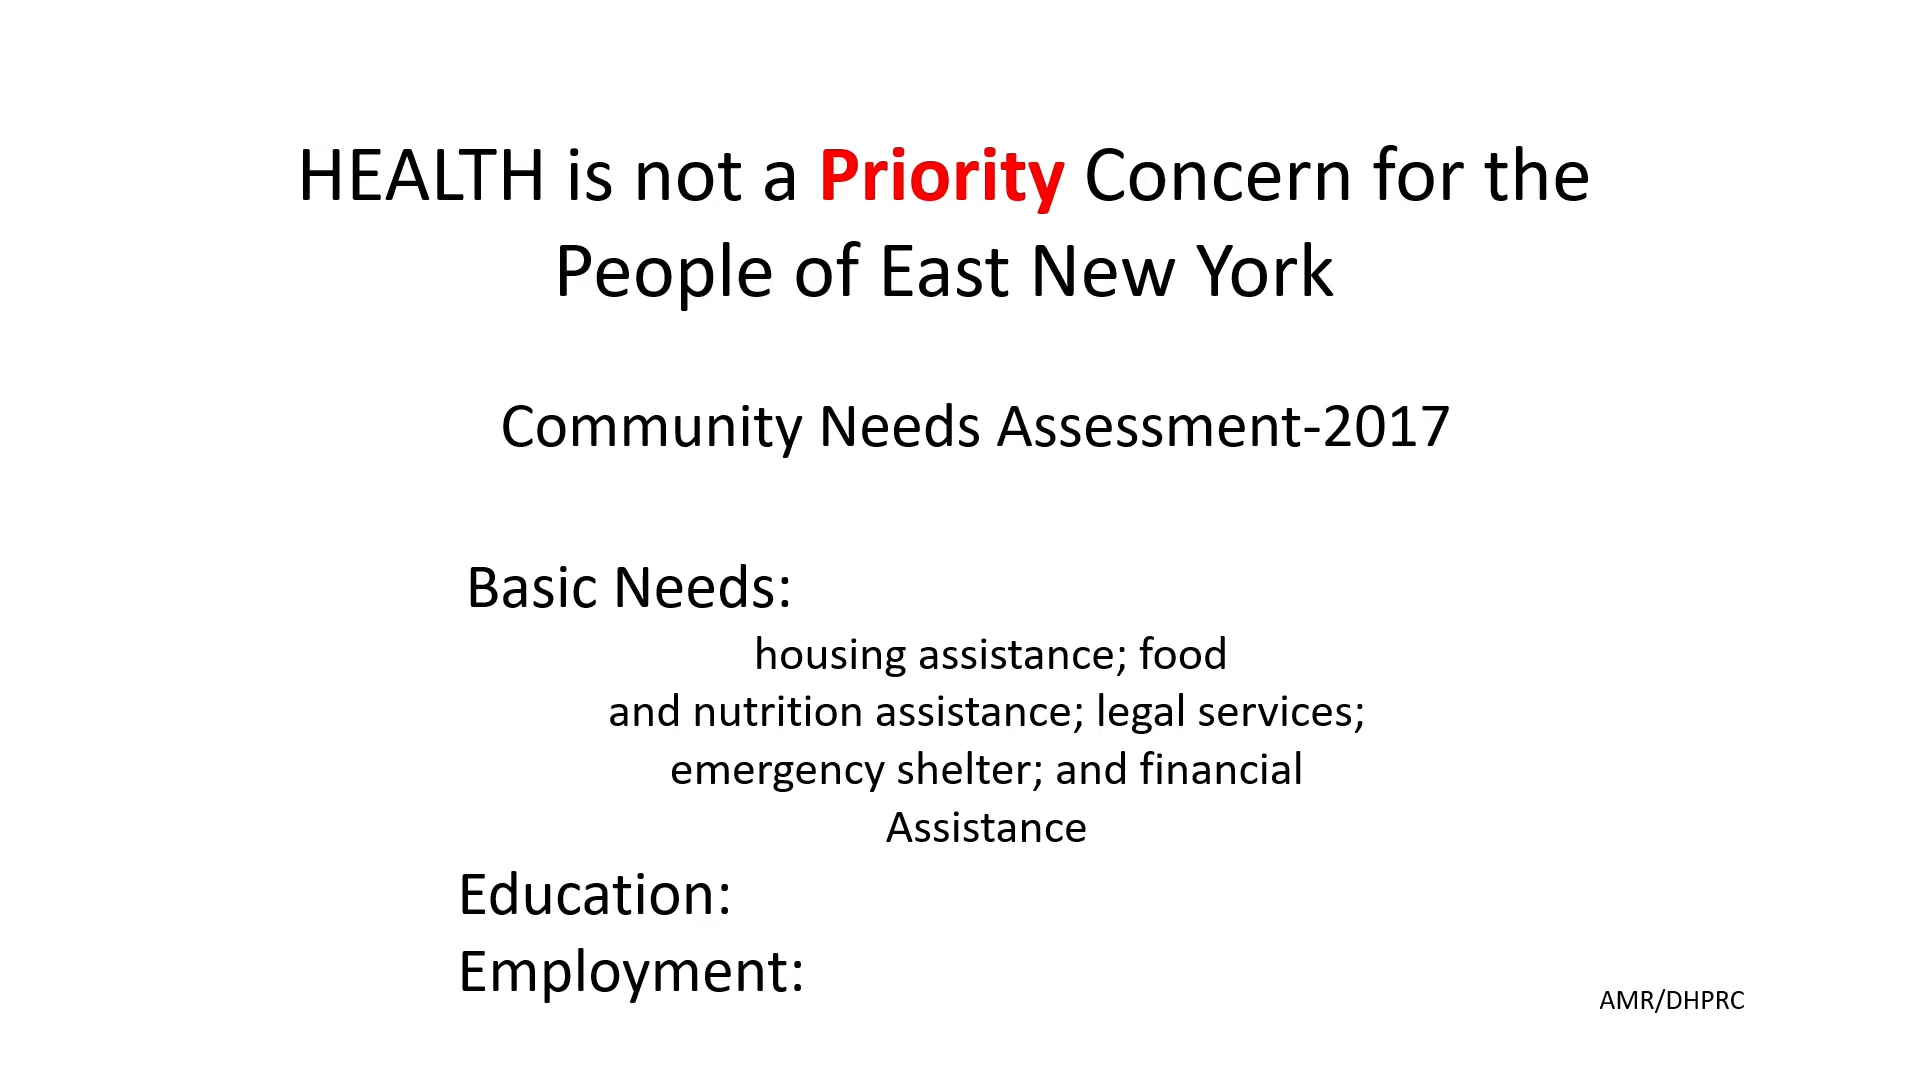 HEALTH is not a Priority Concern for the
People of East New York
Community Needs Assessment-2017
Basic Needs:
housing assistance; food
and nutrition assistance; legal services;
emergency shelter; and financial
Assistance
Education:
Employment:
AMR/DHPRC